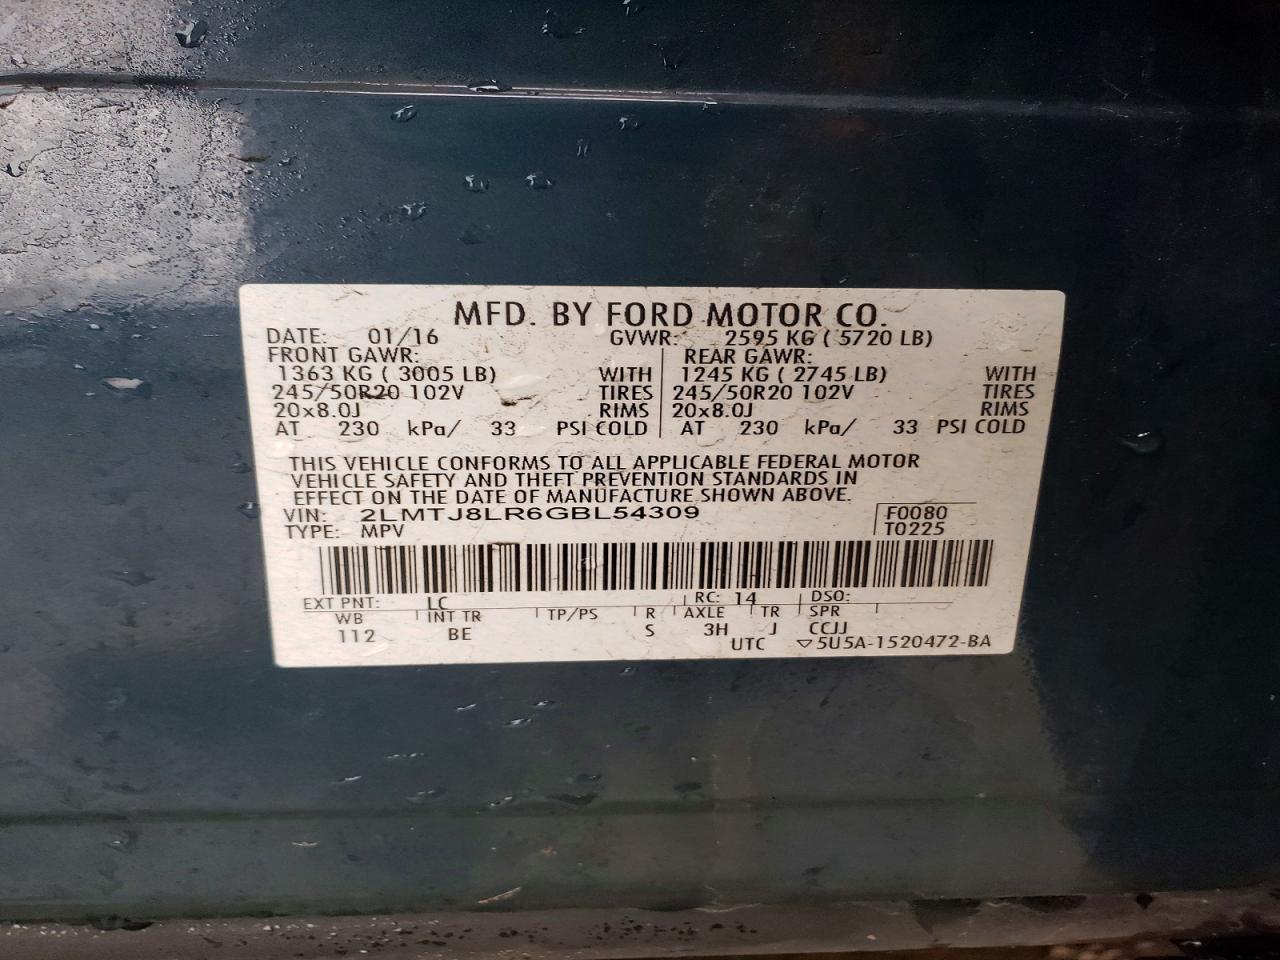 MFD. BY FORD MOTOR CO.
DATE: 01/16 GVWR: 2595 KG ( 5720 LB)
FRONT GAWR: REAR GAWR:
1363 KG ( 3005 LB) WITH 1245 KG ( 2745 LB) WITH
245/50R20 102V TIRES 245/50R20 102V TIRES
20x8.0J RIMS 20x8.0J RIMS
AT 230 kPa/ 33 PSI COLD AT 230 kPa/ 33 PSI COLD
THIS VEHICLE CONFORMS TO ALL APPLICABLE FEDERAL MOTOR
VEHICLE SAFETY AND THEFT PREVENTION STANDARDS IN
EFFECT ON THE DATE OF MANUFACTURE SHOWN ABOVE.
VIN: 2LMTJ8LR6GBL54309 F0080
TYPE: MPV T0225
EXT PNT: LC RC: 14 DSO:
WB INT TR TP/PS R AXLE TR SPR
112 BE S 3H J CCJJ
UTC ▽5U5A-1520472-BA